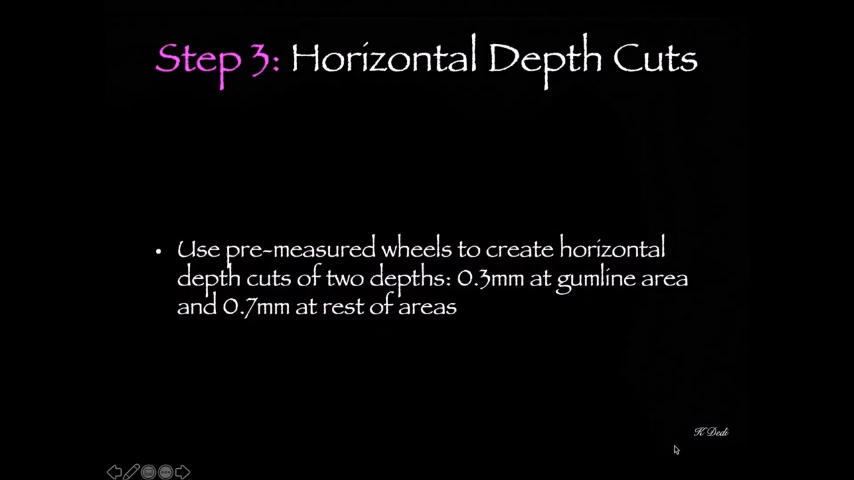 Step 3: Horizontal Depth Cuts
• Use pre-measured wheels to create horizontal
depth cuts of two depths: 0.3mm at gumline area
and 0.7mm at rest of areas
K Dedi